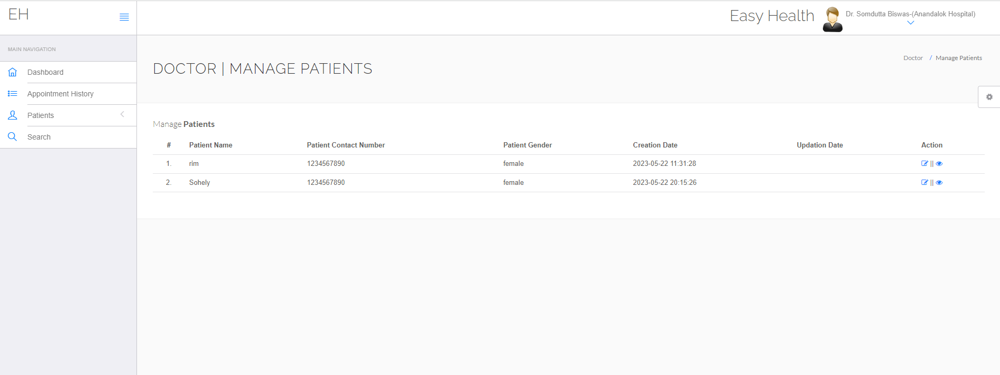 EH
Easy Health
Dr. Somdutta Biswas-(Anandalok Hospital)
MAIN NAVIGATION
Dashboard
Appointment History
Patients
Search
DOCTOR | MANAGE PATIENTS
Doctor / Manage Patients
Manage Patients
# Patient Name Patient Contact Number Patient Gender Creation Date Updation Date Action
1. rim 1234567890 female 2023-05-22 11:31:28 ||
2. Sohely 1234567890 female 2023-05-22 20:15:26 ||